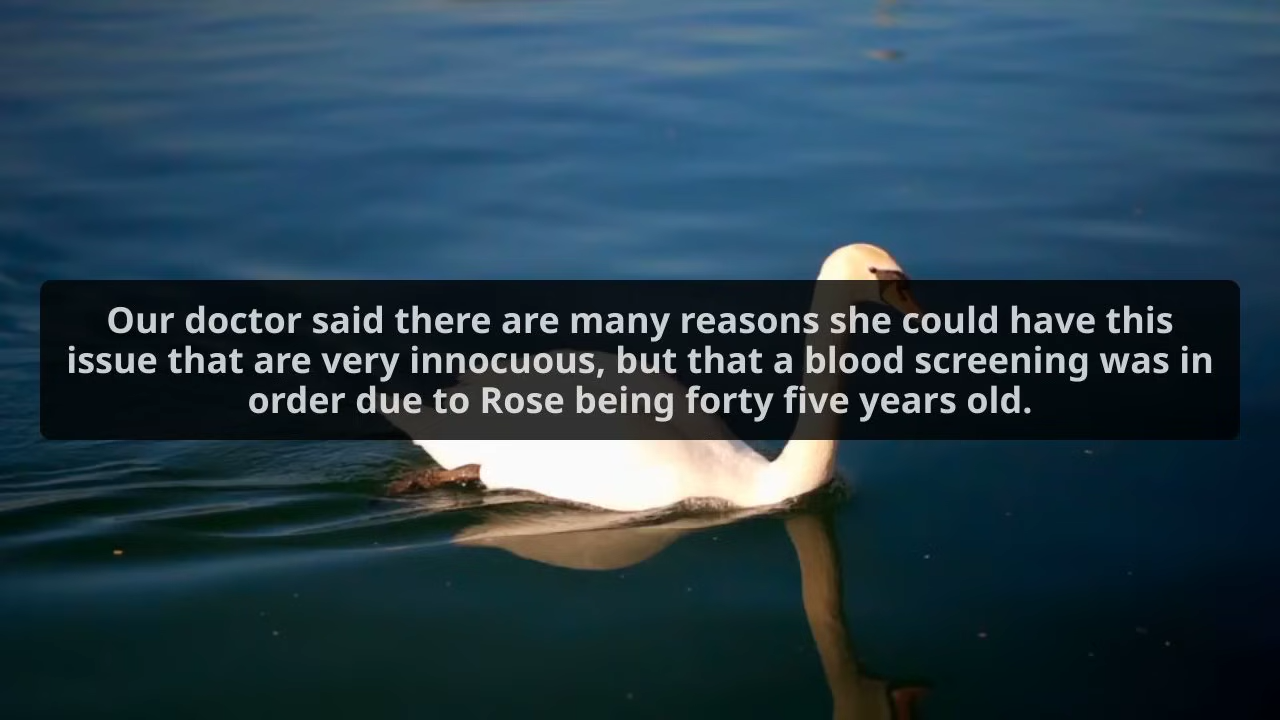 Our doctor said there are many reasons she could have this
issue that are very innocuous, but that a blood screening was in
order due to Rose being forty five years old.